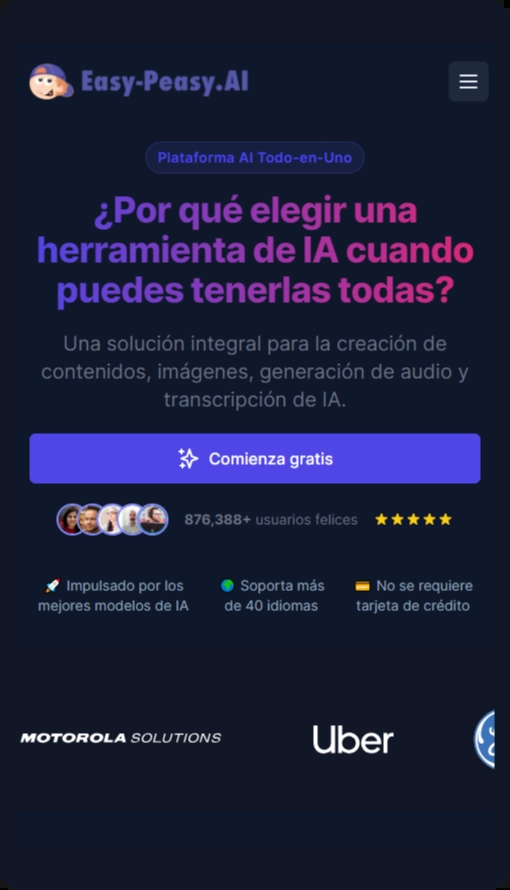 Easy-Peasy.AI
Plataforma AI Todo-en-Uno
¿Por qué elegir una
herramienta de IA cuando
puedes tenerlas todas?
Una solución integral para la creación de
contenidos, imágenes, generación de audio y
transcripción de IA.
Comienza gratis
876,388+ usuarios felices
🚀 Impulsado por los
mejores modelos de IA
🌍 Soporta más
de 40 idiomas
💳 No se requiere
tarjeta de crédito
MOTOROLA SOLUTIONS
Uber